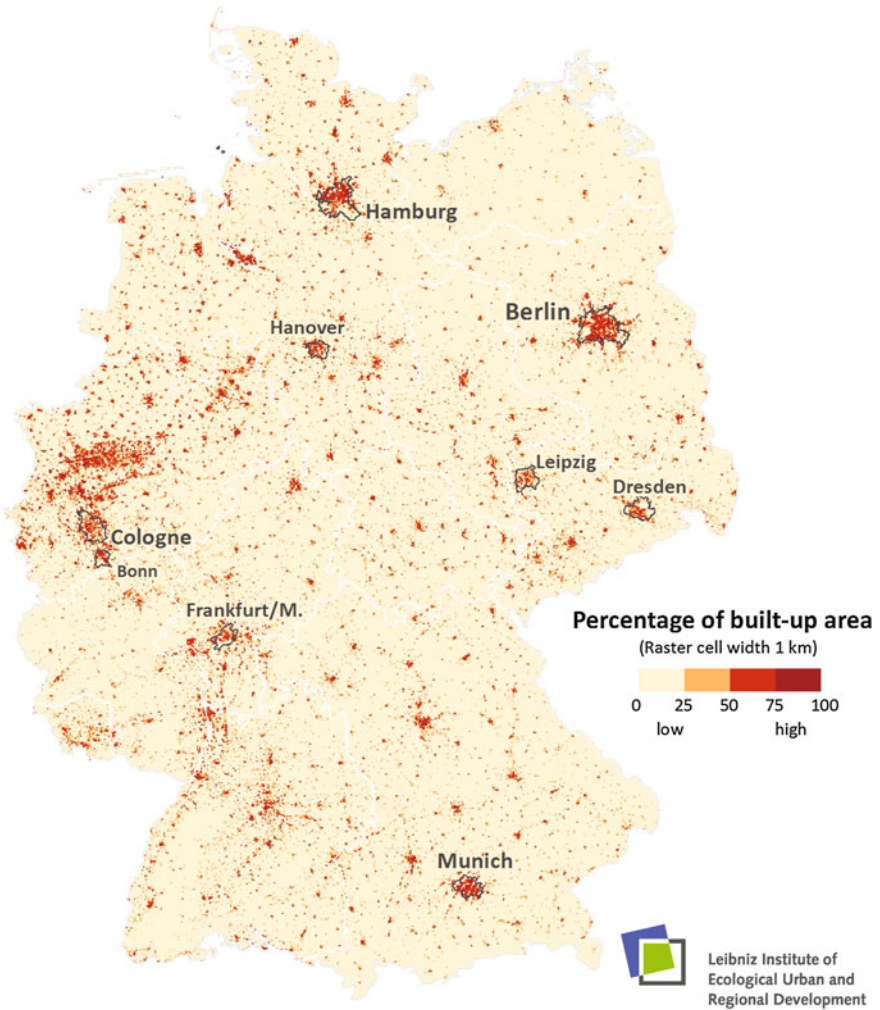 Hamburg
Berlin
Hanover
Leipzig
Dresden
Cologne
Bonn
Frankfurt/M.
Percentage of built-up area
(Raster cell width 1 km)
0 25 50 75 100
low high
Munich
Leibniz Institute of
Ecological Urban and
Regional Development